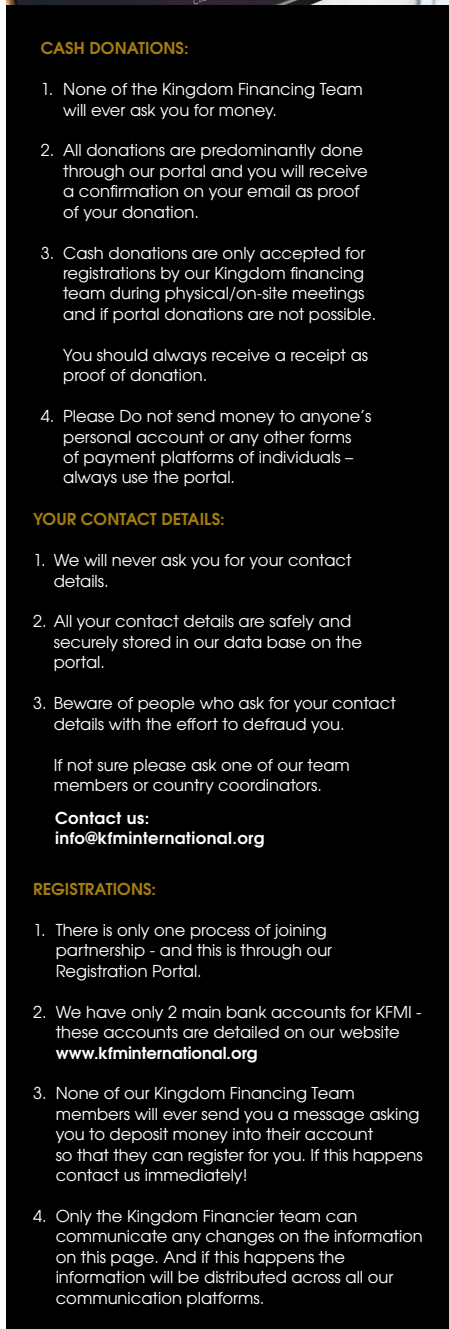 CASH DONATIONS:
1. None of the Kingdom Financing Team
will ever ask you for money.
2. All donations are predominantly done
through our portal and you will receive
a confirmation on your email as proof
of your donation.
3. Cash donations are only accepted for
registrations by our Kingdom financing
team during physical/on-site meetings
and if portal donations are not possible.
You should always receive a receipt as
proof of donation.
4. Please Do not send money to anyone's
personal account or any other forms
of payment platforms of individuals –
always use the portal.
YOUR CONTACT DETAILS:
1. We will never ask you for your contact
details.
2. All your contact details are safely and
securely stored in our data base on the
portal.
3. Beware of people who ask for your contact
details with the effort to defraud you.
If not sure please ask one of our team
members or country coordinators.
Contact us:
info@kfminternational.org
REGISTRATIONS:
1. There is only one process of joining
partnership - and this is through our
Registration Portal.
2. We have only 2 main bank accounts for KFMI -
these accounts are detailed on our website
www.kfminternational.org
3. None of our Kingdom Financing Team
members will ever send you a message asking
you to deposit money into their account
so that they can register for you. If this happens
contact us immediately!
4. Only the Kingdom Financier team can
communicate any changes on the information
on this page. And if this happens the
information will be distributed across all our
communication platforms.